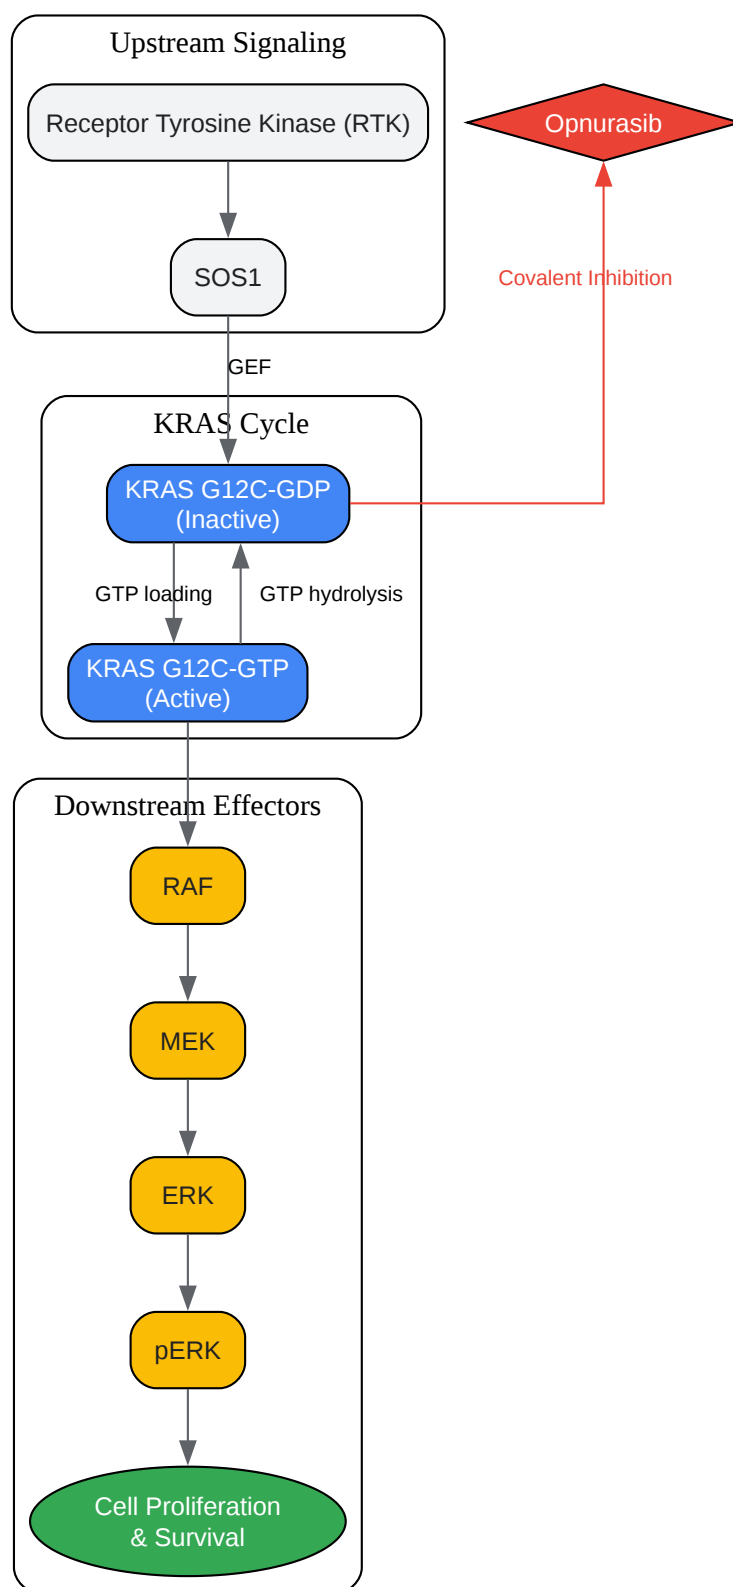 Upstream Signaling
Receptor Tyrosine Kinase (RTK)
Opnurasib
SOS1
Covalent Inhibition
GEF
KRAS Cycle
KRAS G12C-GDP
(Inactive)
GTP loading
GTP hydrolysis
KRAS G12C-GTP
(Active)
Downstream Effectors
RAF
MEK
ERK
pERK
Cell Proliferation
& Survival